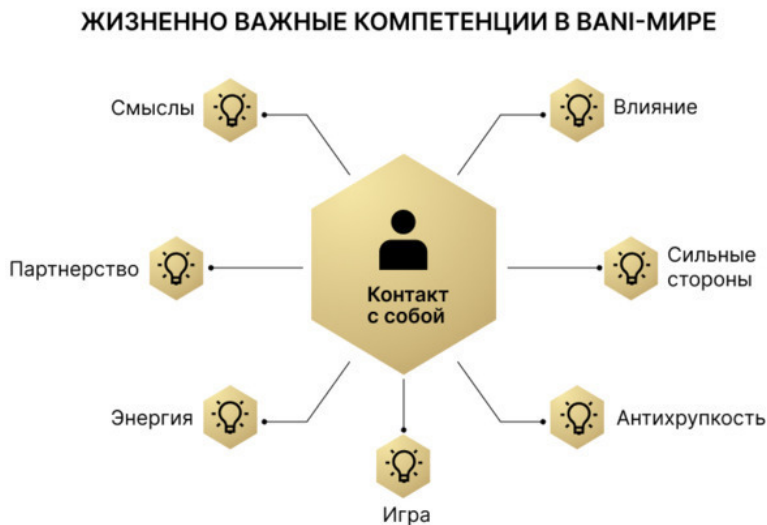 ЖИЗНЕННО ВАЖНЫЕ КОМПЕТЕНЦИИ В BANI-МИРЕ
Смыслы
Влияние
Партнерство
Контакт
с собой
Сильные
стороны
Энергия
Антихрупкость
Игра